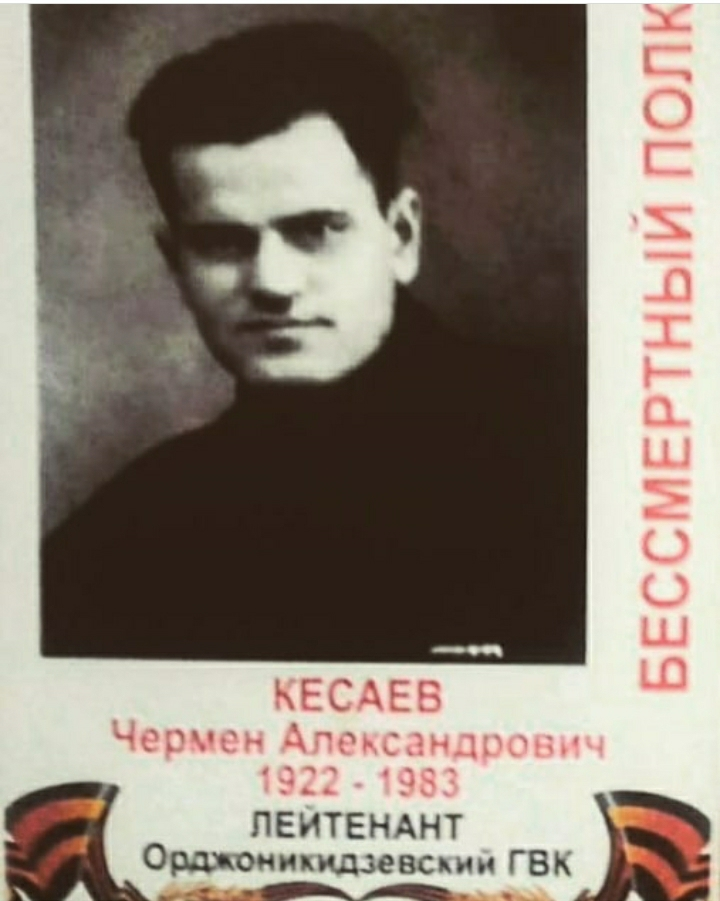 БЕССМЕРТНЫЙ ПОЛК
КЕСАЕВ
Чермен Александрович
1922 - 1983
ЛЕЙТЕНАНТ
Орджоникидзевский ГВК